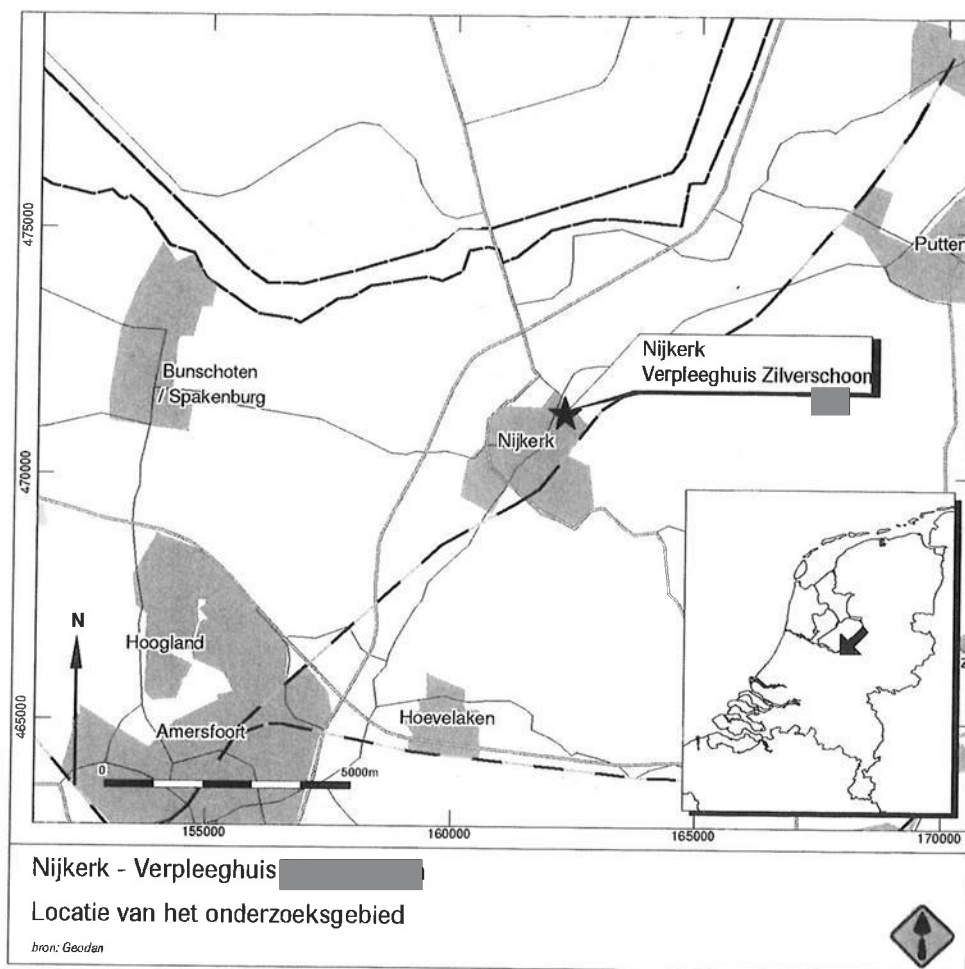 475000
470000
465000
155000
160000
165000
170000
Putten
Nijkerk
Verpleeghuis Zilverschoon
Bunschoten
/ Spakenburg
Nijkerk
N
Hoogland
Amersfoort
Hoevelaken
0
5000m
Nijkerk - Verpleeghuis
Locatie van het onderzoeksgebied
bron: Geodan